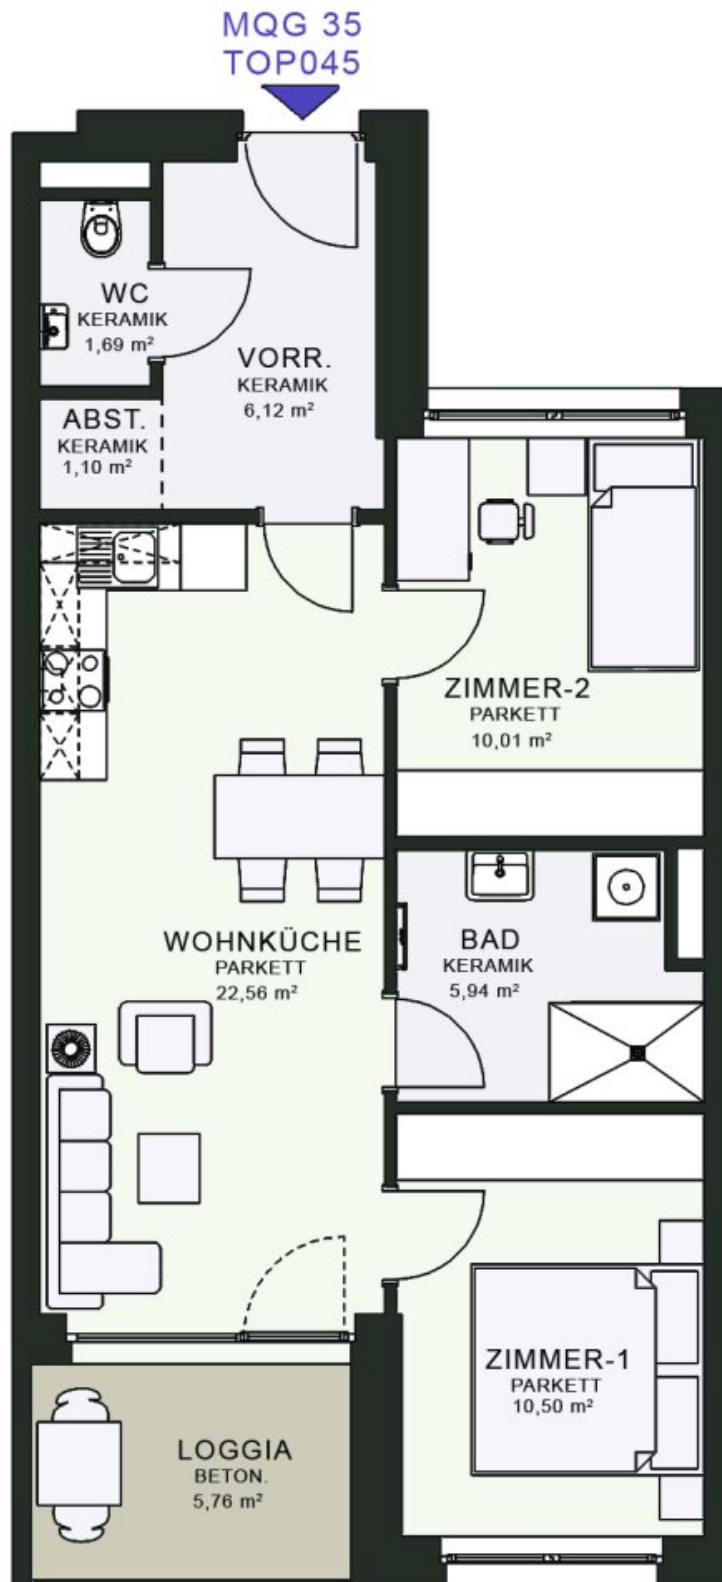 MQG 35
TOP045
WC
KERAMIK
1,69 m²
VORR.
KERAMIK
6,12 m²
ABST.
KERAMIK
1,10 m²
ZIMMER-2
PARKETT
10,01 m²
WOHNKÜCHE
PARKETT
22,56 m²
BAD
KERAMIK
5,94 m²
ZIMMER-1
PARKETT
10,50 m²
LOGGIA
BETON.
5,76 m²